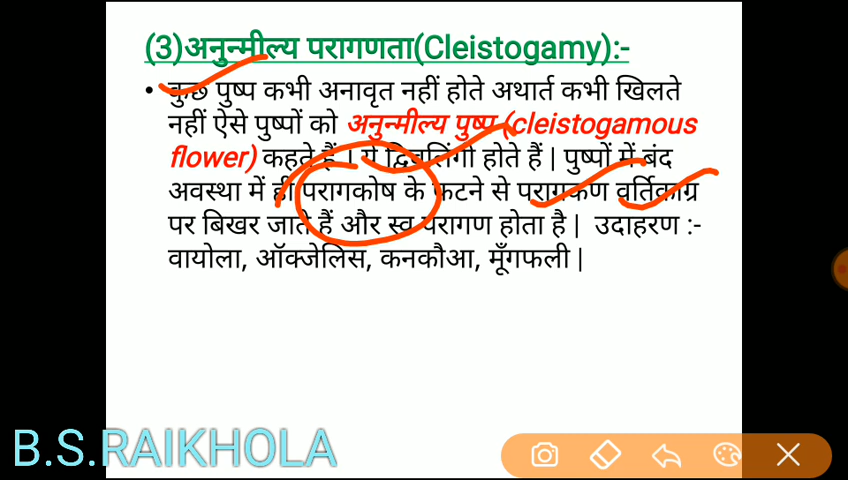 (3)अनुन्मील्य परागणता(Cleistogamy):-
• कुछ पुष्प कभी अनावृत नहीं होते अथार्त कभी खिलते
नहीं ऐसे पुष्पों को अनुन्मील्य पुष्प (cleistogamous
flower) कहते हैं | ये द्विलिंगी होते हैं | पुष्पों में बंद
अवस्था में ही परागकोष के फटने से परागकण वर्तिकाग्र
पर बिखर जाते हैं और स्व परागण होता है | उदाहरण :-
वायोला, ऑक्जेलिस, कनकौआ, मूँगफली |
B.S.RAIKHOLA